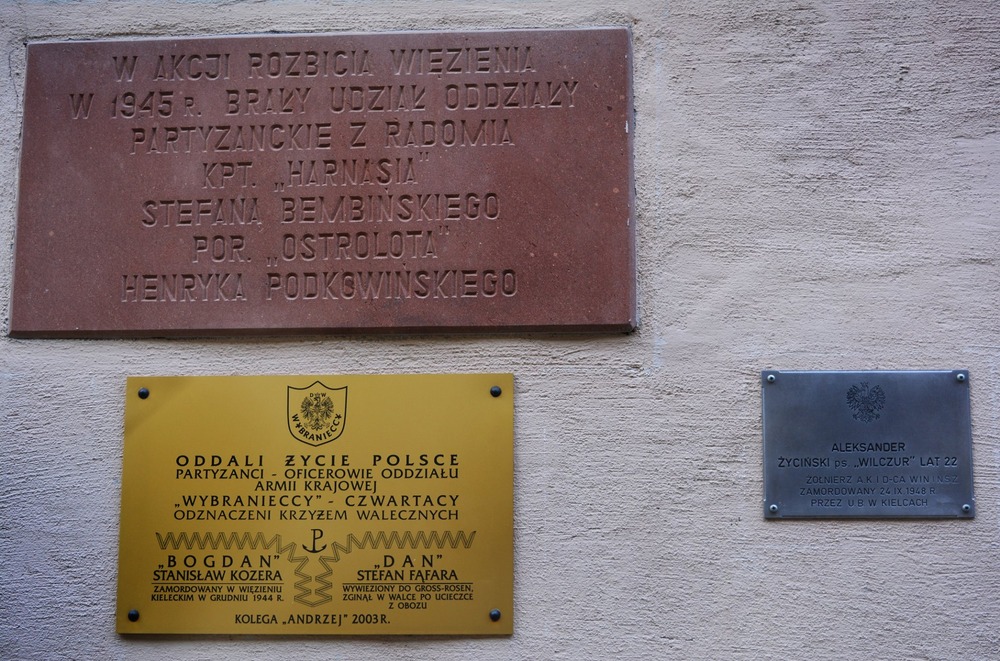 W AKCJI ROZBICIA WIĘZIENIA
W 1945 R. BRAŁY UDZIAŁ ODDZIAŁY
PARTYZANCKIE Z RADOMIA
KPT. „HARNASIA”
STEFANA BEMBIŃSKIEGO
POR. „OSTROLOTA”
HENRYKA PODKOWIŃSKIEGO
D W
WYBRANIECCY
ODDALI ŻYCIE POLSCE
PARTYZANCI - OFICEROWIE ODDZIAŁU
ARMII KRAJOWEJ
„WYBRANIECCY” - CZWARTACY
ODZNACZENI KRZYŻEM WALECZNYCH
„BOGDAN”
STANISŁAW KOZERA
ZAMORDOWANY W WIĘZIENIU
KIELECKIM W GRUDNIU 1944 R.
„DAN”
STEFAN FĄFARA
WYWIEZIONY DO GROSS-ROSEN,
ZGINĄŁ W WALCE PO UCIECZCE
Z OBOZU
KOLEGA „ANDRZEJ” 2003 R.
ALEKSANDER
ŻYCIŃSKI ps. „WILCZUR” LAT 22
ŻOŁNIERZ A K I D-CA WIN I NSZ
ZAMORDOWANY 24 IX 1948 R.
PRZEZ U.B. W KIELCACH